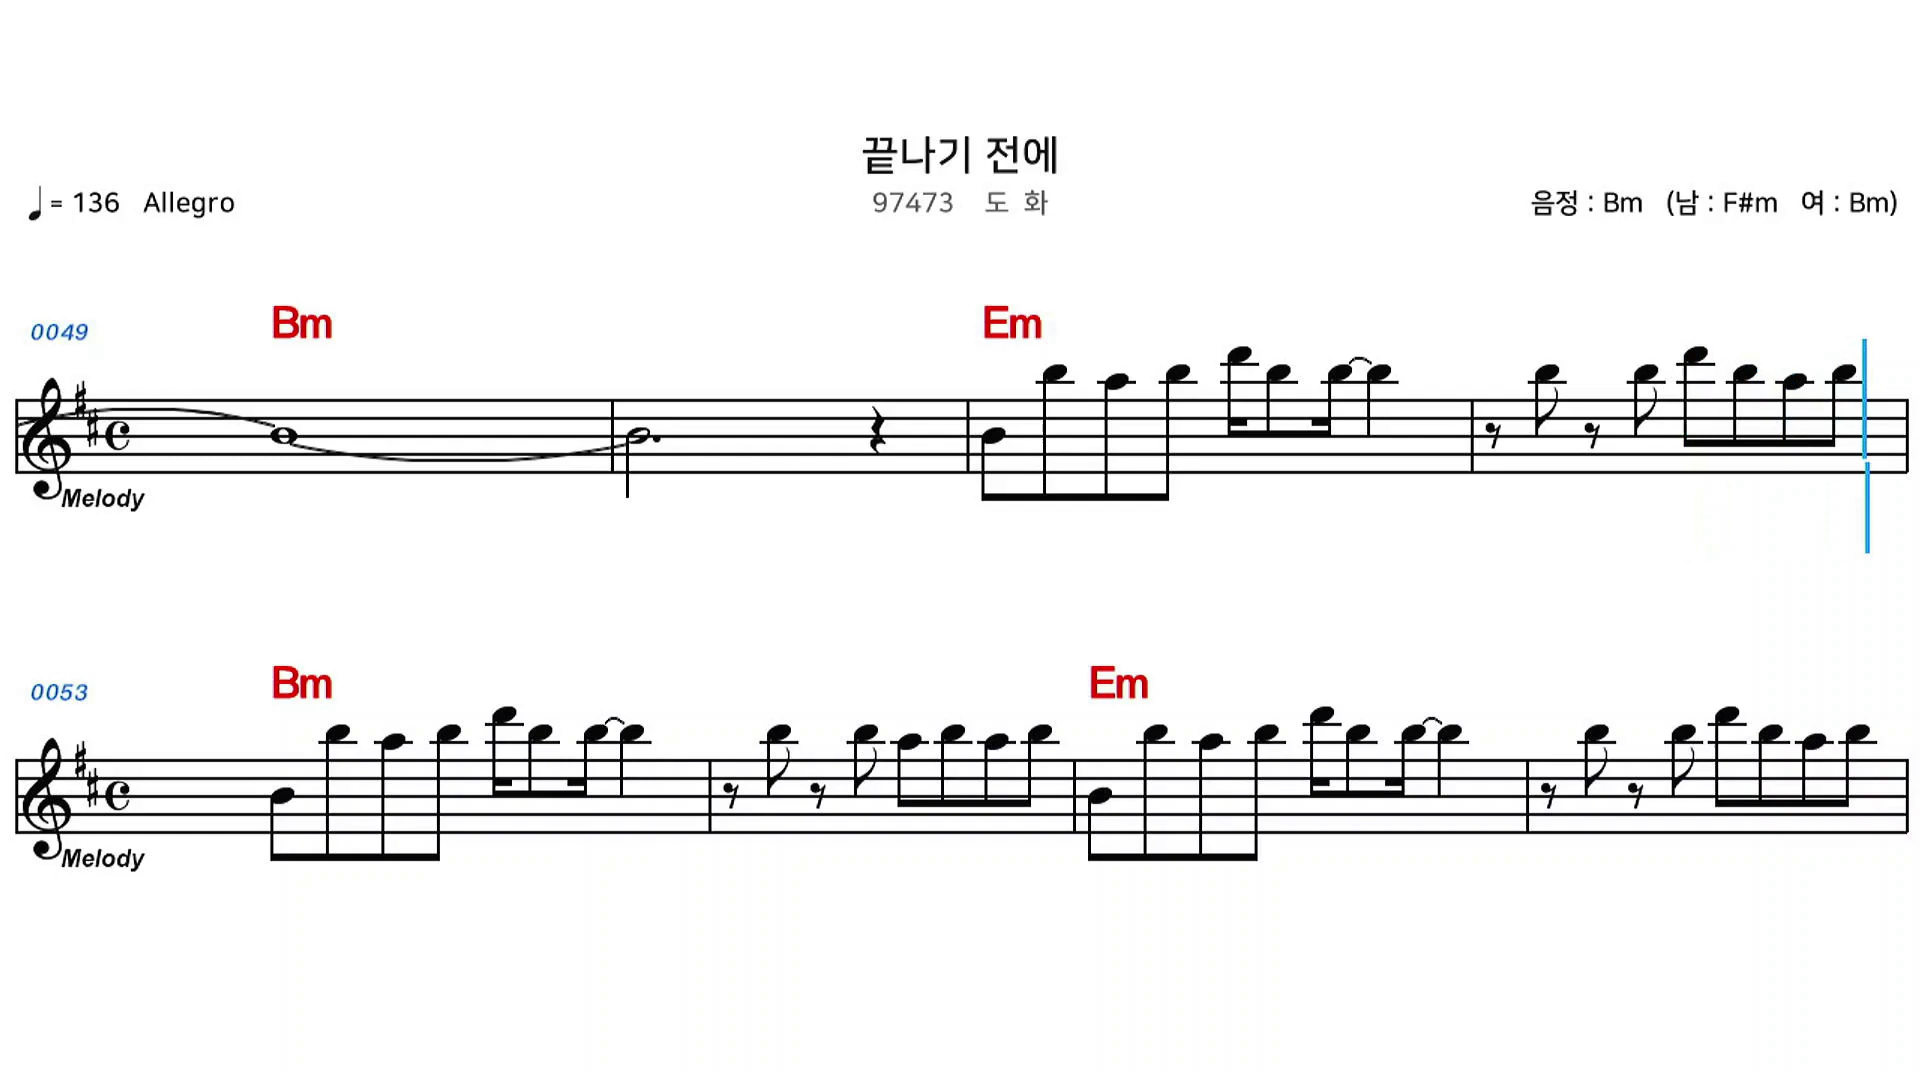 끝나기 전에
= 136 Allegro
97473 도 화
음정 : Bm (남 : F#m 여 : Bm)
0049
Bm
Em
Melody
0053
Bm
Em
Melody